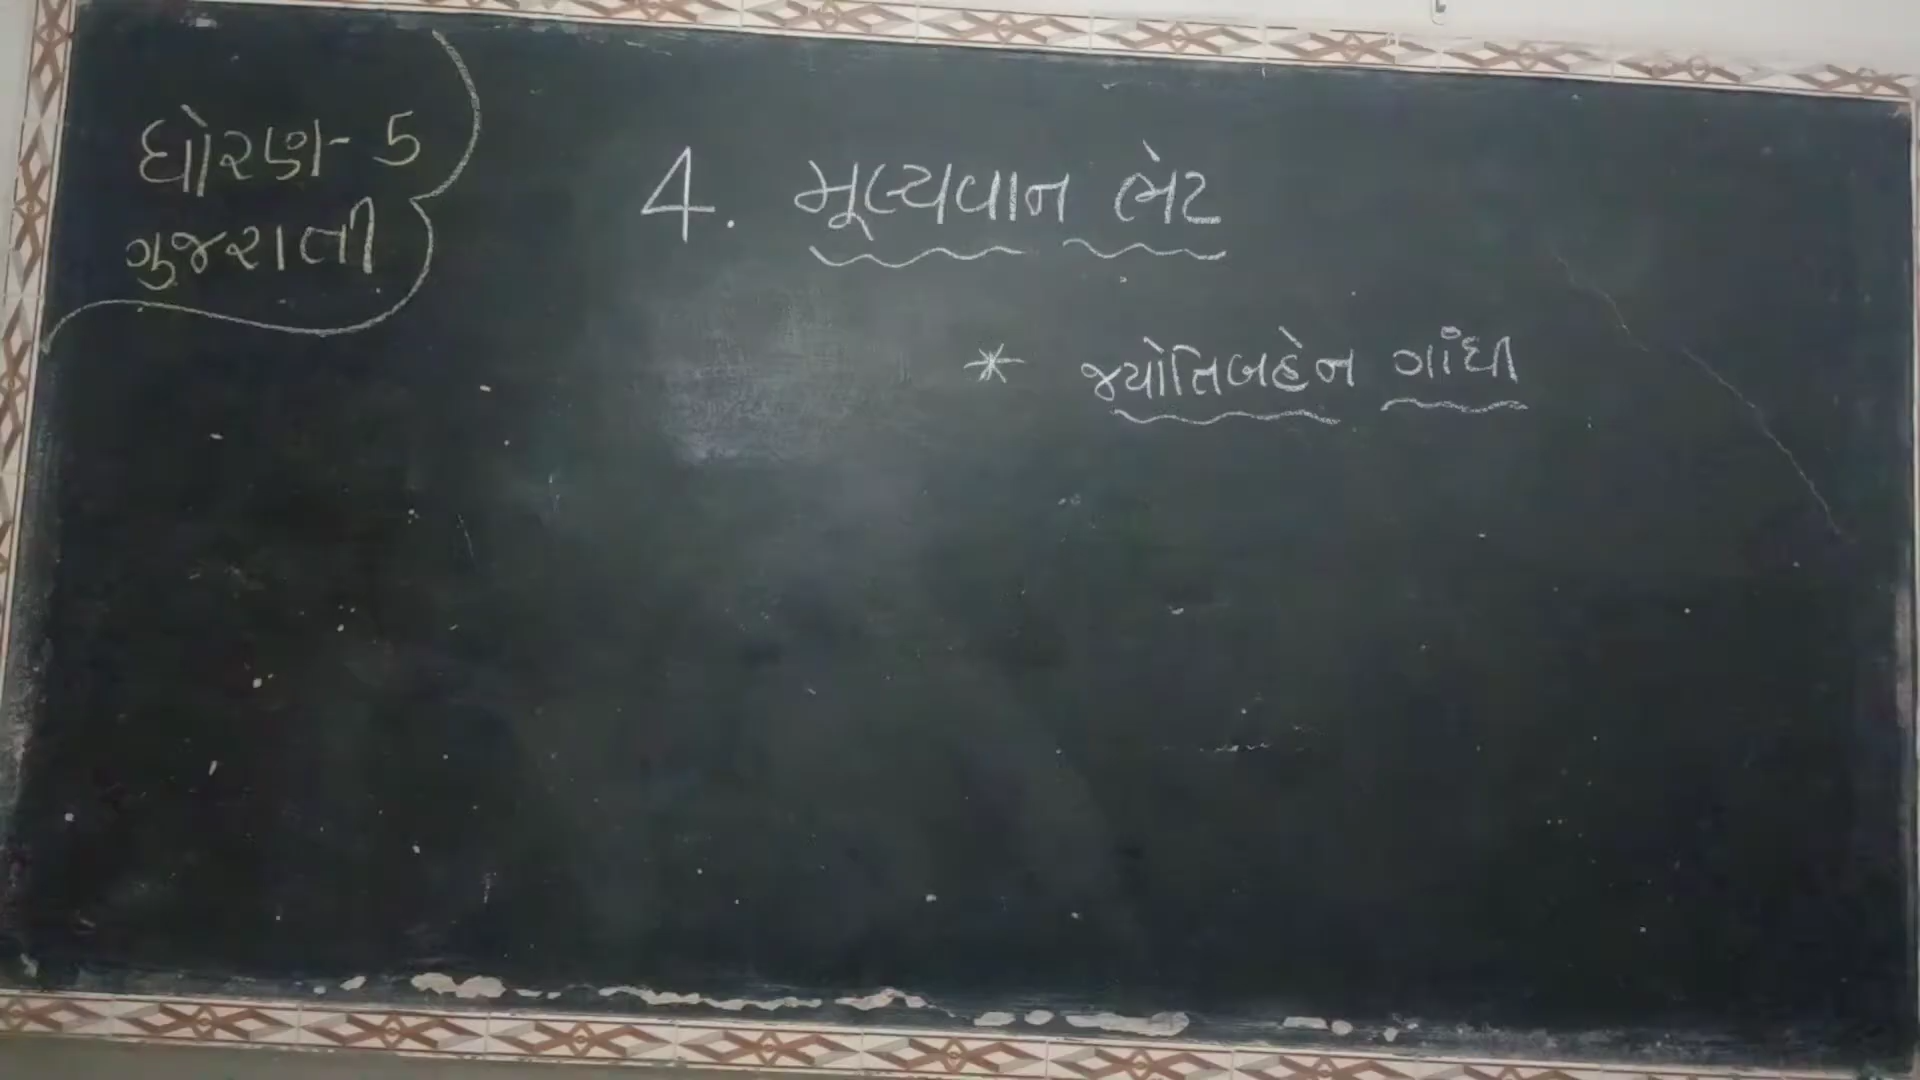 ધોરણ- 5
ગુજરાતી
4. મૂલ્યવાન ભેટ
* જ્યોતિબહેન ગાંધી